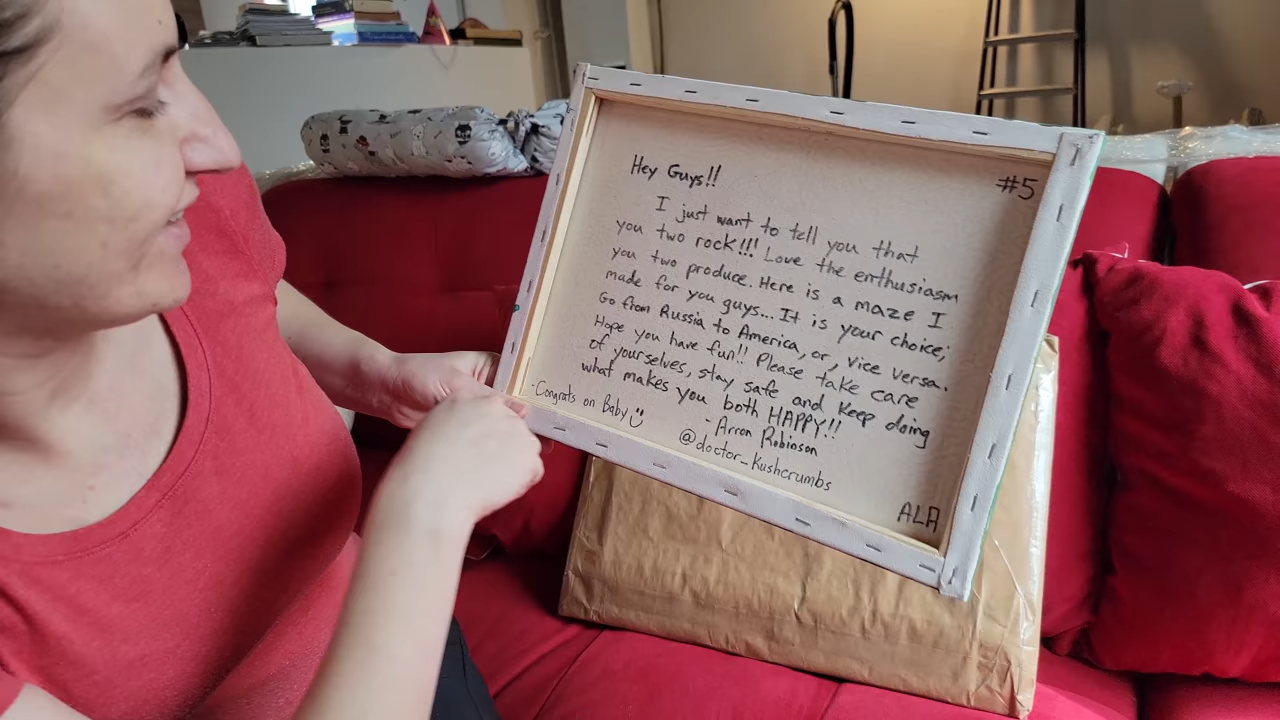 Hey Guys!!
#5
I just want to tell you that
you two rock!!! Love the enthusiasm
you two produce. Here is a maze I
made for you guys... It is your choice;
Go from Russia to America, or, vice versa.
Hope you have fun!! Please take care
of yourselves, stay safe and keep doing
what makes you both HAPPY!!
-Congrats on Baby
- Arron Robinson
@doctor_Kushcrumbs
ALA